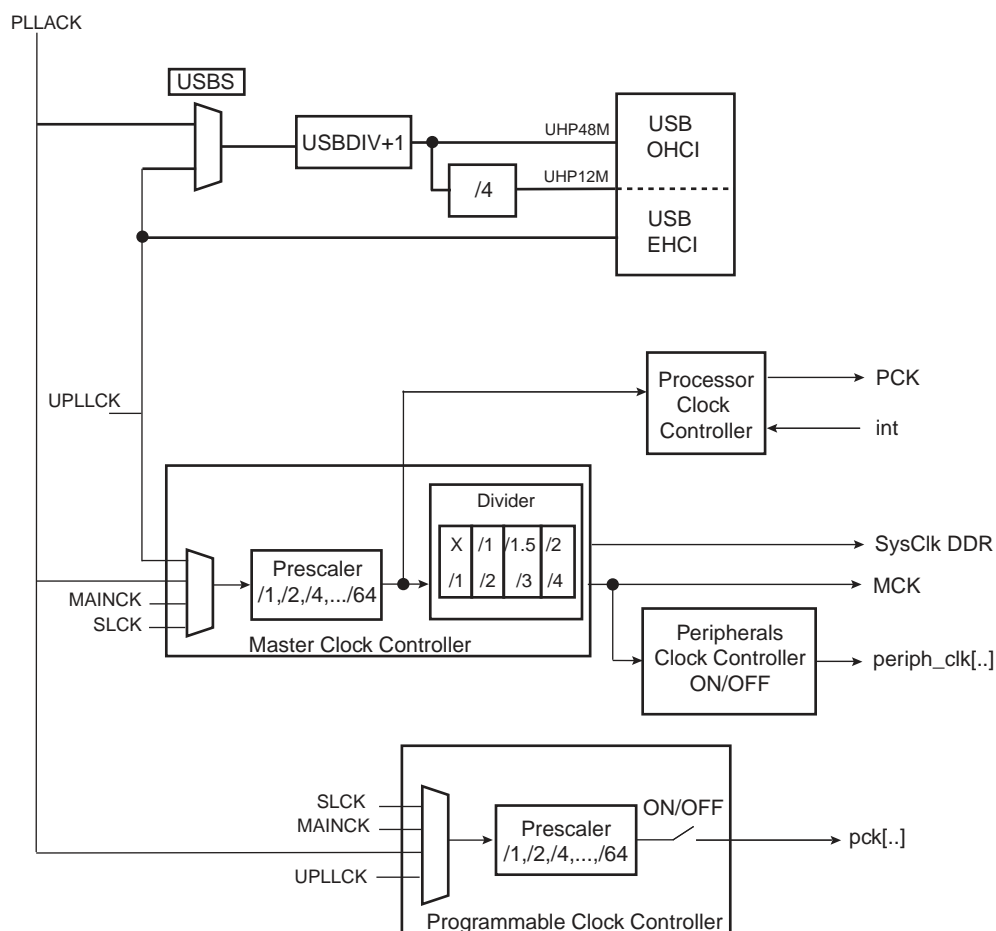 PLLACK
USBS
USBDIV+1
UHP48M
USB
OHCI
/4
UHP12M
USB
EHCI
UPLLCK
Processor
Clock
Controller
PCK
int
Divider
X /1 /1.5 /2
/1 /2 /3 /4
SysClk DDR
Prescaler
/1,/2,/4,.../64
MCK
MAINCK
SLCK
Master Clock Controller
Peripherals
Clock Controller
ON/OFF
periph_clk[..]
SLCK
MAINCK
UPLLCK
Prescaler
/1,/2,/4,...,/64
ON/OFF
pck[..]
Programmable Clock Controller